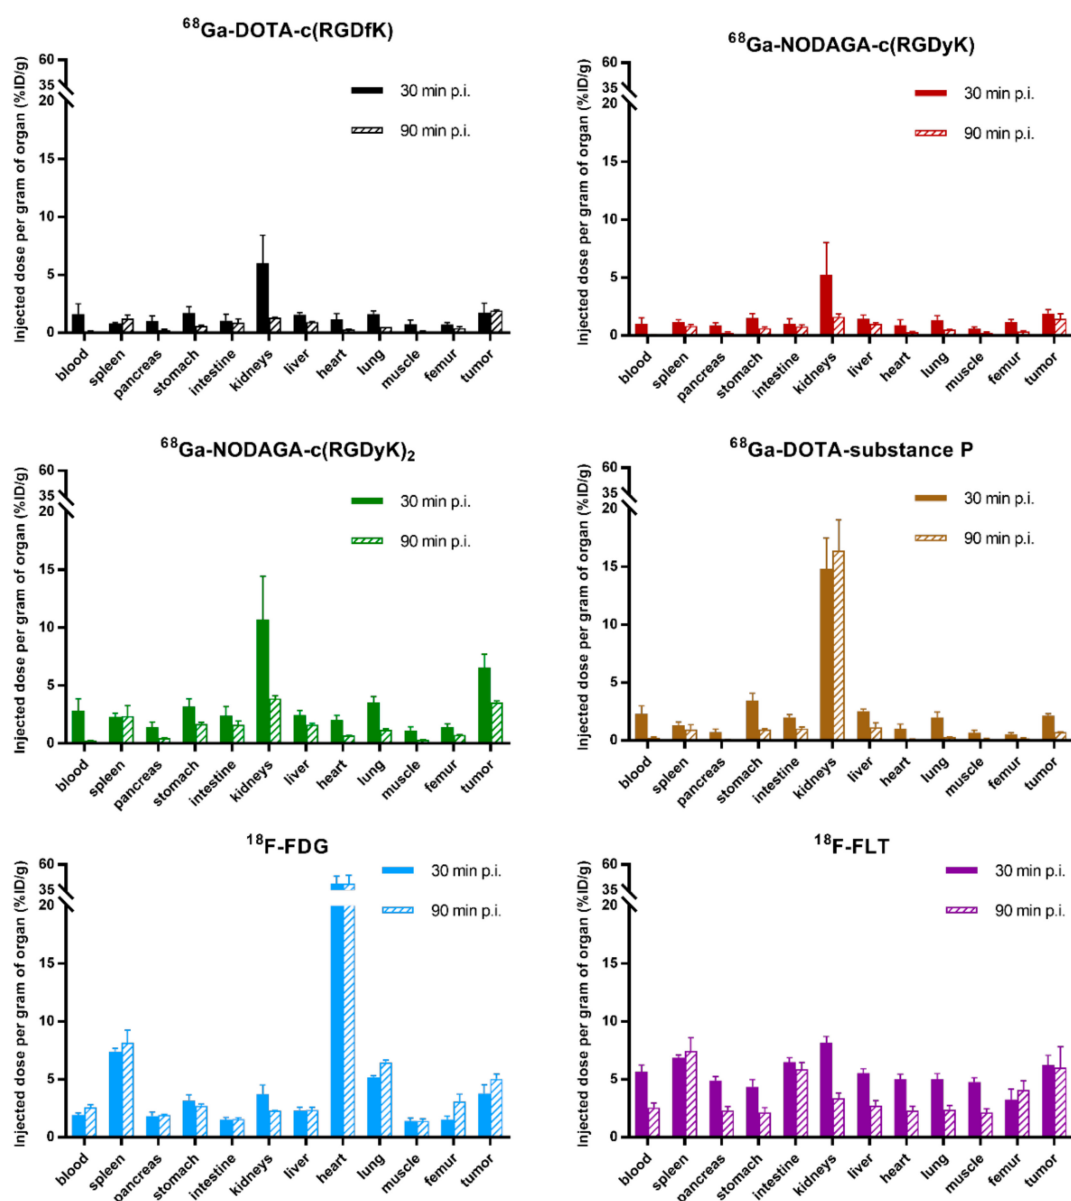 ⁶⁸Ga-DOTA-c(RGDfK)
Injected dose per gram of organ (%ID/g)
60
35
20
15
10
5
0
30 min p.i.
90 min p.i.
blood
spleen
pancreas
stomach
intestine
kidneys
liver
heart
lung
muscle
femur
tumor
⁶⁸Ga-NODAGA-c(RGDyK)
Injected dose per gram of organ (%ID/g)
60
35
20
15
10
5
0
30 min p.i.
90 min p.i.
blood
spleen
pancreas
stomach
intestine
kidneys
liver
heart
lung
muscle
femur
tumor
⁶⁸Ga-NODAGA-c(RGDyK)₂
Injected dose per gram of organ (%ID/g)
60
35
20
15
10
5
0
30 min p.i.
90 min p.i.
blood
spleen
pancreas
stomach
intestine
kidneys
liver
heart
lung
muscle
femur
tumor
⁶⁸Ga-DOTA-substance P
Injected dose per gram of organ (%ID/g)
60
35
20
15
10
5
0
30 min p.i.
90 min p.i.
blood
spleen
pancreas
stomach
intestine
kidneys
liver
heart
lung
muscle
femur
tumor
¹⁸F-FDG
Injected dose per gram of organ (%ID/g)
60
35
20
15
10
5
0
30 min p.i.
90 min p.i.
blood
spleen
pancreas
stomach
intestine
kidneys
liver
heart
lung
muscle
femur
tumor
¹⁸F-FLT
Injected dose per gram of organ (%ID/g)
60
35
20
15
10
5
0
30 min p.i.
90 min p.i.
blood
spleen
pancreas
stomach
intestine
kidneys
liver
heart
lung
muscle
femur
tumor